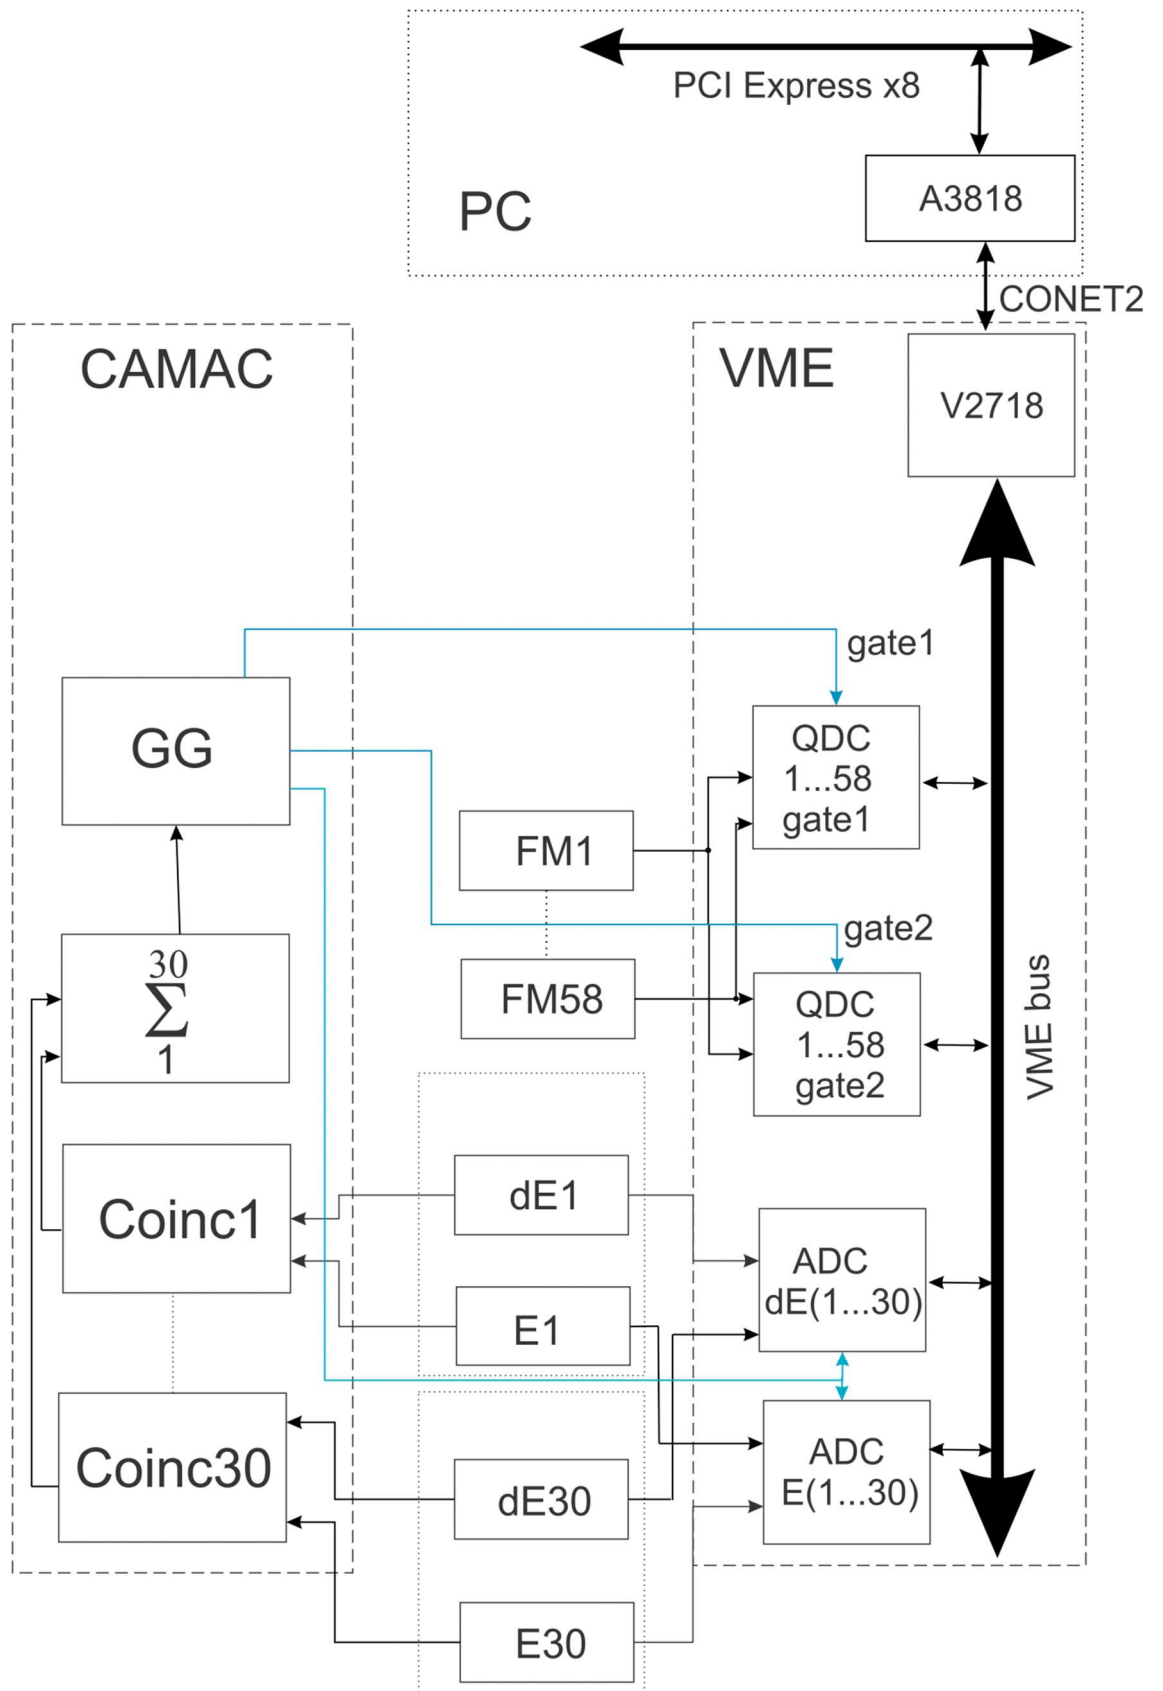 PCI Express x8
PC
A3818
CONET2
CAMAC
VME
V2718
gate1
GG
QDC
1...58
gate1
FM1
gate2
FM58
QDC
1...58
gate2
VME bus
30
∑
1
Coinc1
dE1
ADC
dE(1...30)
E1
Coinc30
dE30
ADC
E(1...30)
E30